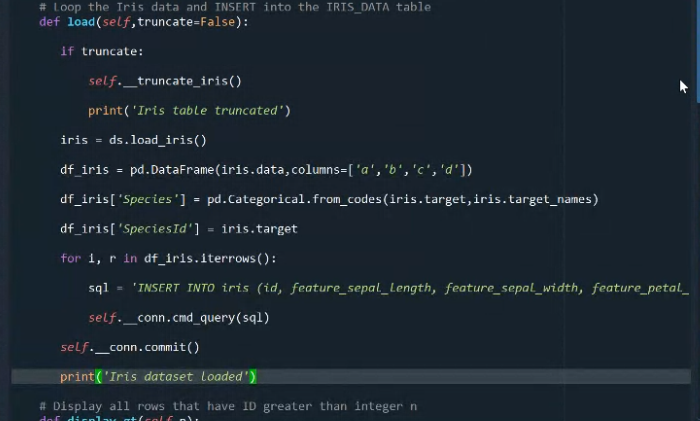 # Loop the Iris data and INSERT into the IRIS_DATA table
def load(self,truncate=False):
if truncate:
self.__truncate_iris()
print('Iris table truncated')
iris = ds.load_iris()
df_iris = pd.DataFrame(iris.data,columns=['a','b','c','d'])
df_iris['Species'] = pd.Categorical.from_codes(iris.target,iris.target_names)
df_iris['SpeciesId'] = iris.target
for i, r in df_iris.iterrows():
sql = 'INSERT INTO iris (id, feature_sepal_length, feature_sepal_width, feature_petal_
self.__conn.cmd_query(sql)
self.__conn.commit()
print('Iris dataset loaded')
# Display all rows that have ID greater than integer n
def display_gt(self,n):